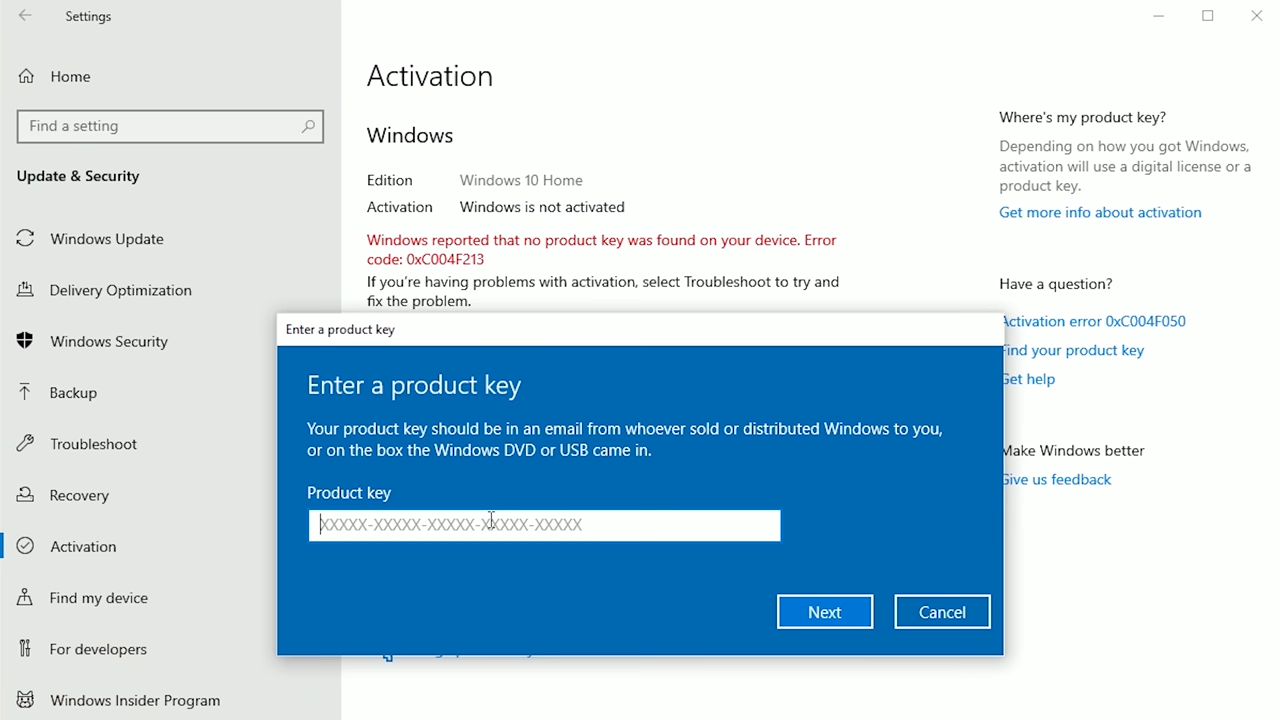 Settings
Home
Find a setting
Update & Security
Windows Update
Delivery Optimization
Windows Security
Backup
Troubleshoot
Recovery
Activation
Find my device
For developers
Windows Insider Program
Activation
Windows
Edition Windows 10 Home
Activation Windows is not activated
Windows reported that no product key was found on your device. Error
code: 0xC004F213
If you're having problems with activation, select Troubleshoot to try and
fix the problem.
Enter a product key
Enter a product key
Your product key should be in an email from whoever sold or distributed Windows to you,
or on the box the Windows DVD or USB came in.
Product key
XXXXX-XXXXX-XXXXX-XXXXX-XXXXX
Next Cancel
Where's my product key?
Depending on how you got Windows,
activation will use a digital license or a
product key.
Get more info about activation
Have a question?
Activation error 0xC004F050
Find your product key
Get help
Make Windows better
Give us feedback